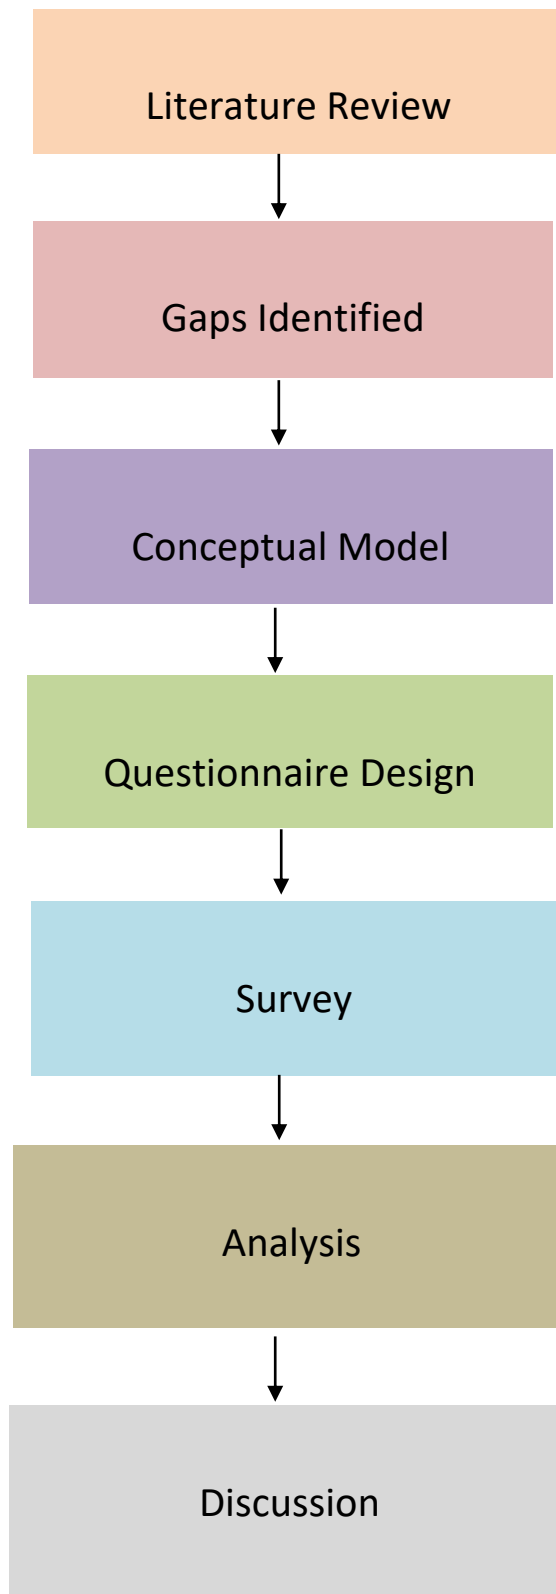 Literature Review
Gaps Identified
Conceptual Model
Questionnaire Design
Survey
Analysis
Discussion